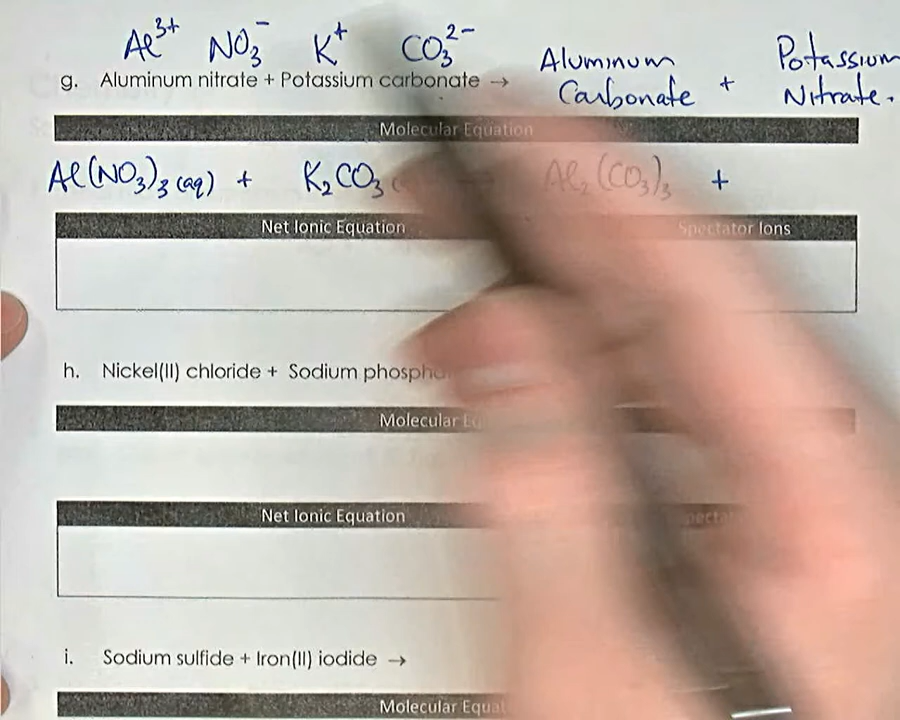 Al³⁺ NO₃⁻ K⁺ CO₃²⁻
g. Aluminum nitrate + Potassium carbonate → Aluminum Carbonate + Potassium Nitrate.
Molecular Equation
Al(NO₃)₃ (aq) + K₂CO₃ Al₂(CO₃)₃ +
Net Ionic Equation Spectator Ions
h. Nickel(II) chloride + Sodium
Molecular
Net Ionic Equation
i. Sodium sulfide + Iron(II) iodide →
Molecular